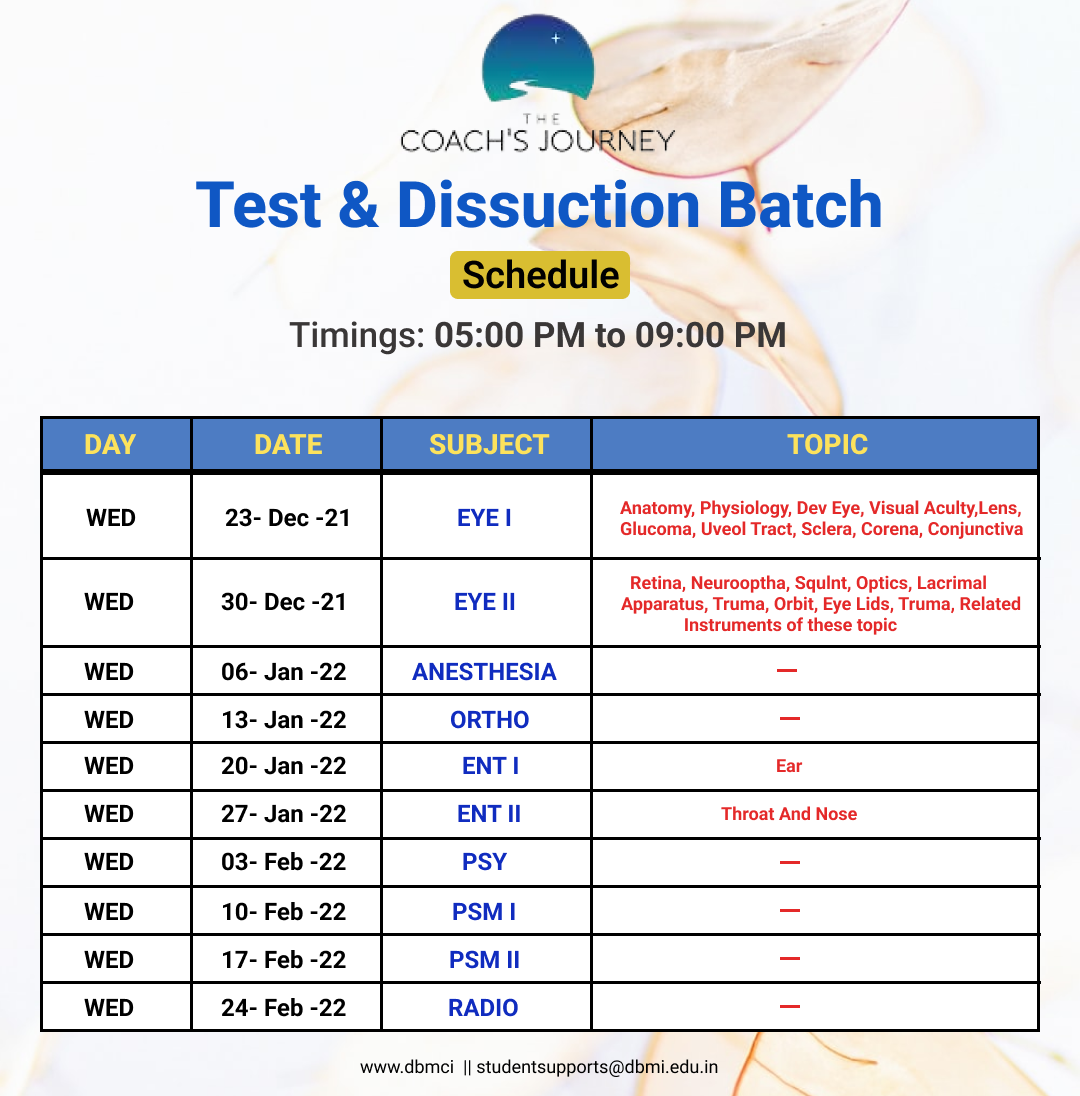 THE
COACH'S JOURNEY
Test & Dissuction Batch
Schedule
Timings: 05:00 PM to 09:00 PM
DAY DATE SUBJECT TOPIC
WED 23- Dec -21 EYE I Anatomy, Physiology, Dev Eye, Visual Aculty,Lens,
Glucoma, Uveol Tract, Sclera, Corena, Conjunctiva
WED 30- Dec -21 EYE II Retina, Neurooptha, Squlnt, Optics, Lacrimal
Apparatus, Truma, Orbit, Eye Lids, Truma, Related
Instruments of these topic
WED 06- Jan -22 ANESTHESIA —
WED 13- Jan -22 ORTHO —
WED 20- Jan -22 ENT I Ear
WED 27- Jan -22 ENT II Throat And Nose
WED 03- Feb -22 PSY —
WED 10- Feb -22 PSM I —
WED 17- Feb -22 PSM II —
WED 24- Feb -22 RADIO —
www.dbmci || studentsupports@dbmi.edu.in